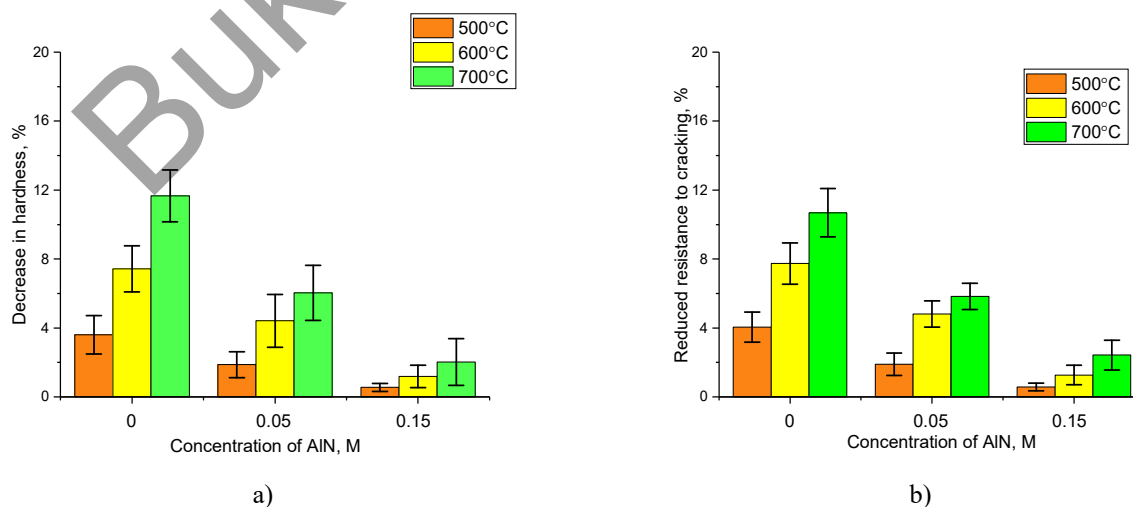 Buk
500°C
600°C
700°C
20
16
12
8
4
0
Decrease in hardness, %
0
0.05
0.15
Concentration of AlN, M
a)
500°C
600°C
700°C
20
16
12
8
4
0
Reduced resistance to cracking, %
0
0.05
0.15
Concentration of AlN, M
b)